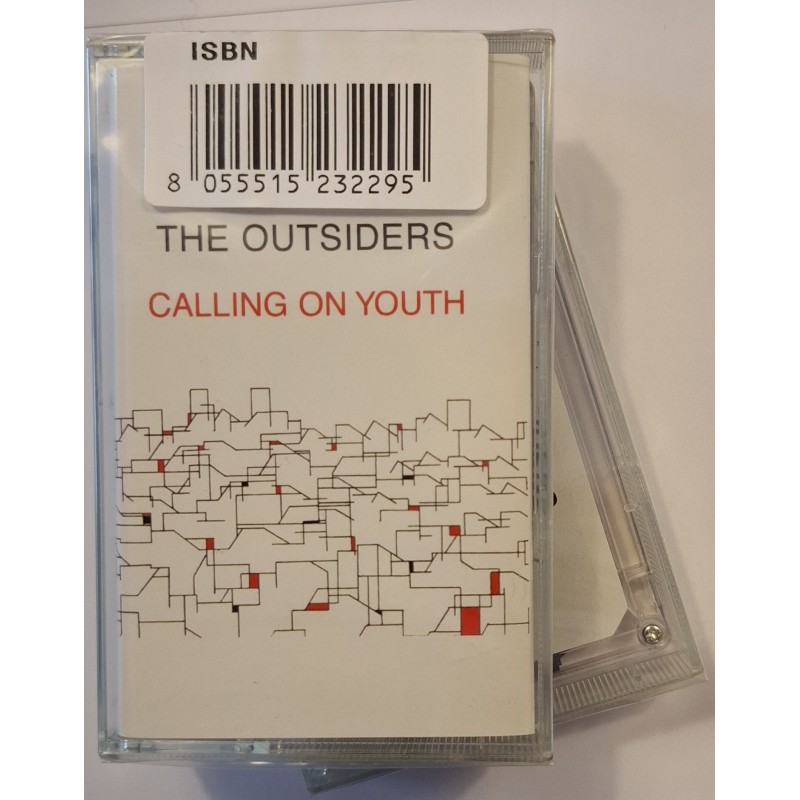 ISBN
8 055515 232295
THE OUTSIDERS
CALLING ON YOUTH